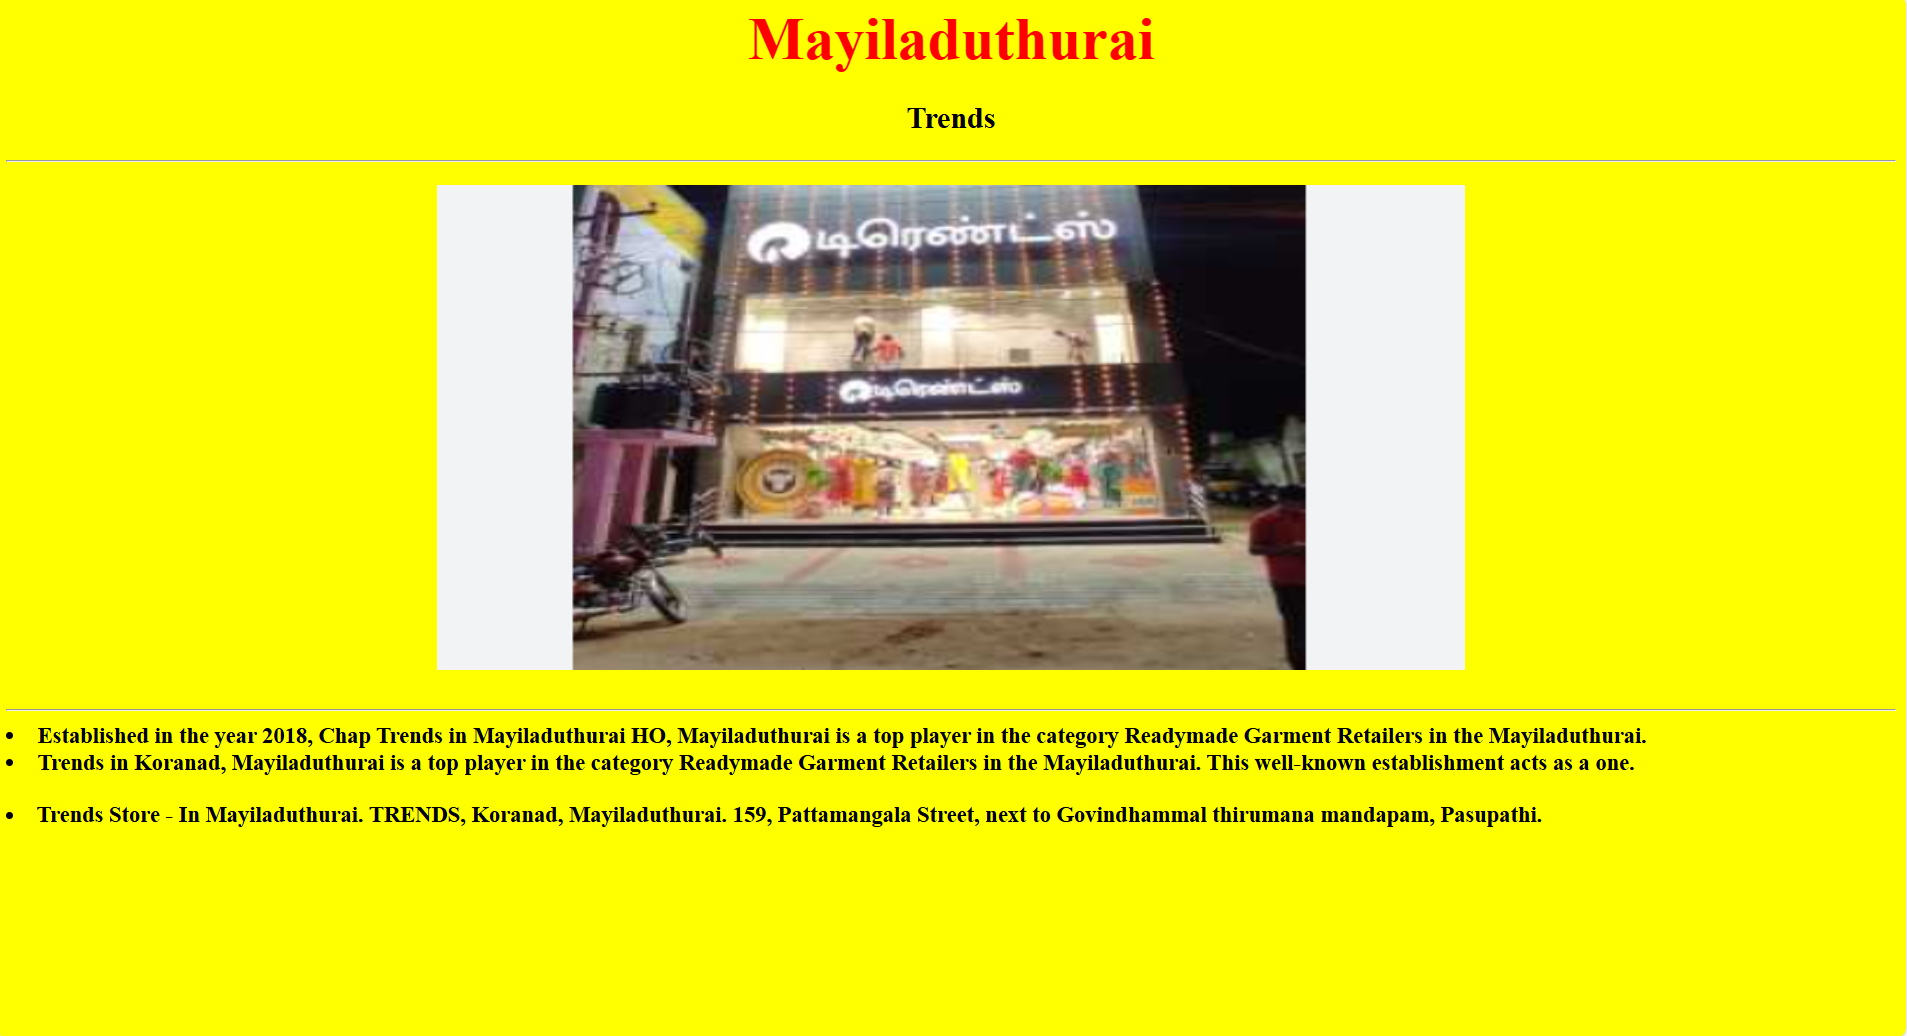 Mayiladuthurai
Trends
டிரெண்ட்ஸ்
டிரெண்ட்ஸ்
Established in the year 2018, Chap Trends in Mayiladuthurai HO, Mayiladuthurai is a top player in the category Readymade Garment Retailers in the Mayiladuthurai.
Trends in Koranad, Mayiladuthurai is a top player in the category Readymade Garment Retailers in the Mayiladuthurai. This well-known establishment acts as a one.
Trends Store - In Mayiladuthurai. TRENDS, Koranad, Mayiladuthurai. 159, Pattamangala Street, next to Govindhammal thirumana mandapam, Pasupathi.